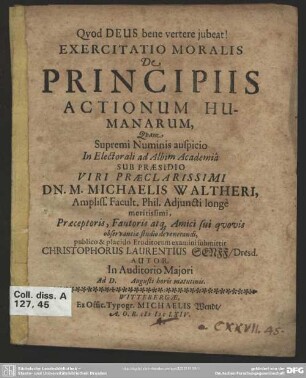 Qvod DEUS bene vertere jubeat!
EXERCITATIO MORALIS
De
PRINCIPIIS
ACTIONUM HU-
MANARUM,
Quam
Supremi Numinis auspicio
In Electorali ad Albim Academiâ
SUB PRÆSIDIO
VIRI PRÆCLARISSIMI
DN. M. MICHAELIS WALTHERI,
Ampliss. Facult. Phil. Adjuncti longè
meritissimi.
Præceptoris, Fautoris atq; Amici sui qvovis
observantiæ studio devenerandi,
publico & placido Eruditorum examini submittit
CHRISTOPHORUS LAURENTIUS /Dresd.
AUTOR.
In Auditorio Majori
Ad D. Augusti horis matutinis.
WITTEBERGÆ,
Ex Offic. Typogr. MICHAELIS Wendt/
A. O. R.
Coll. diss. A
127, 45
a CXXVII. 45.